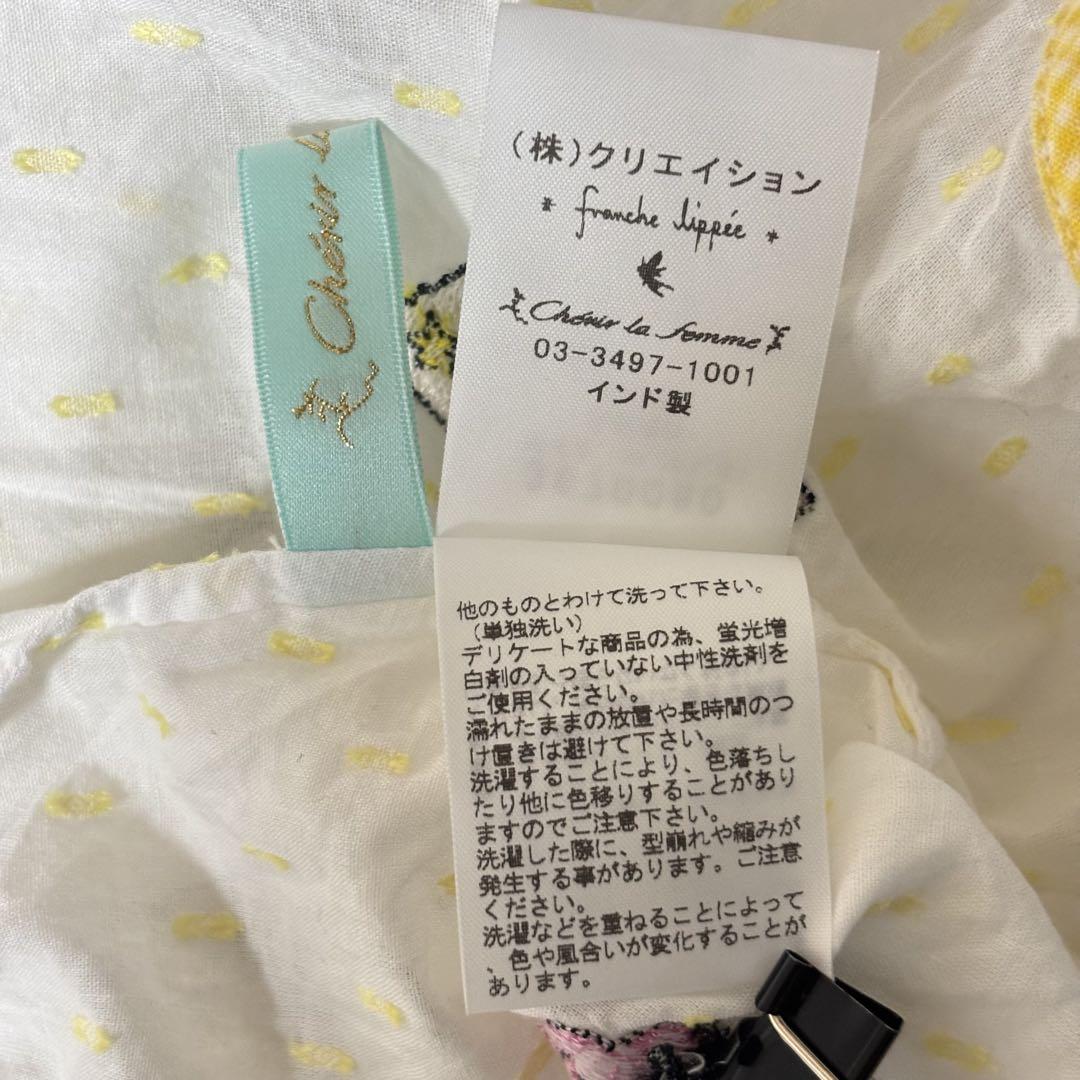 Chérir
(株)クリエイション
* franche lippée *
Chérir la femme
03-3497-1001
インド製
他のものとわけて洗って下さい。
(単独洗い)
デリケートな商品の為、蛍光増
白剤の入っていない中性洗剤を
ご使用ください。
濡れたままの放置や長時間のつ
け置きは避けて下さい。
洗濯することにより、色落ちし
たり他に色移りすることがあり
ますのでご注意下さい。
洗濯した際に、型崩れや縮みが
発生する事があります。ご注意
ください。
洗濯などを重ねることによって
、色や風合いが変化することが
あります。